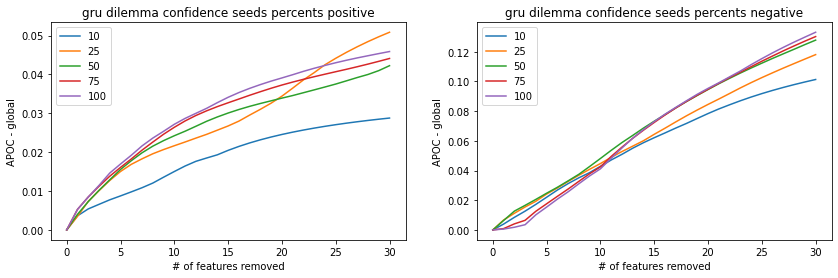 gru dilemma confidence seeds percents positive
APOC - global
0.05
0.04
0.03
0.02
0.01
0.00
10
25
50
75
100
0 5 10 15 20 25 30
# of features removed
gru dilemma confidence seeds percents negative
APOC - global
0.12
0.10
0.08
0.06
0.04
0.02
0.00
10
25
50
75
100
0 5 10 15 20 25 30
# of features removed